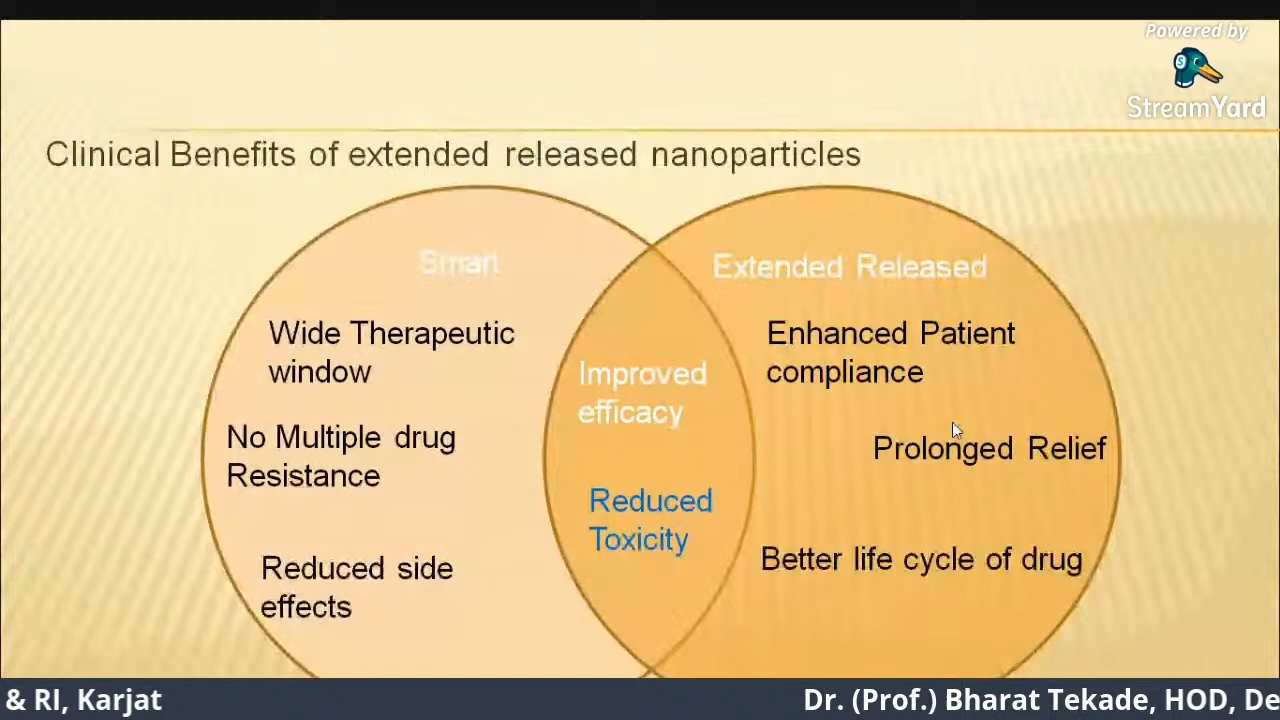 Powered by
StreamYard
Clinical Benefits of extended released nanoparticles
Smart
Extended Released
Wide Therapeutic
window
Enhanced Patient
compliance
Improved
efficacy
No Multiple drug
Resistance
Prolonged Relief
Reduced
Toxicity
Better life cycle of drug
Reduced side
effects
& RI, Karjat
Dr. (Prof.) Bharat Tekade, HOD, De